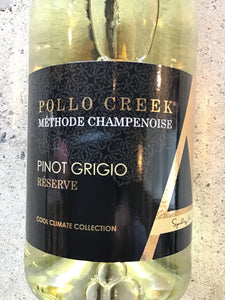 POLLO CREEK®
MÉTHODE CHAMPENOISE
PINOT GRIGIO
RÉSERVE
COOL CLIMATE COLLECTION